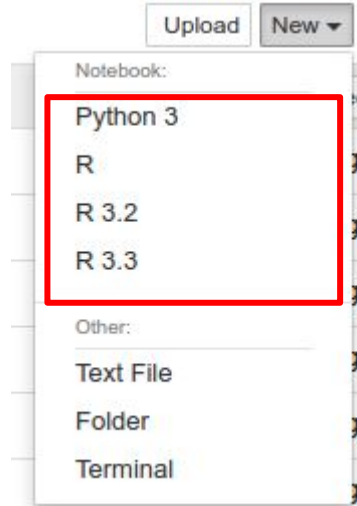 Upload New
Notebook:
Python 3
R
R 3.2
R 3.3
Other:
Text File
Folder
Terminal